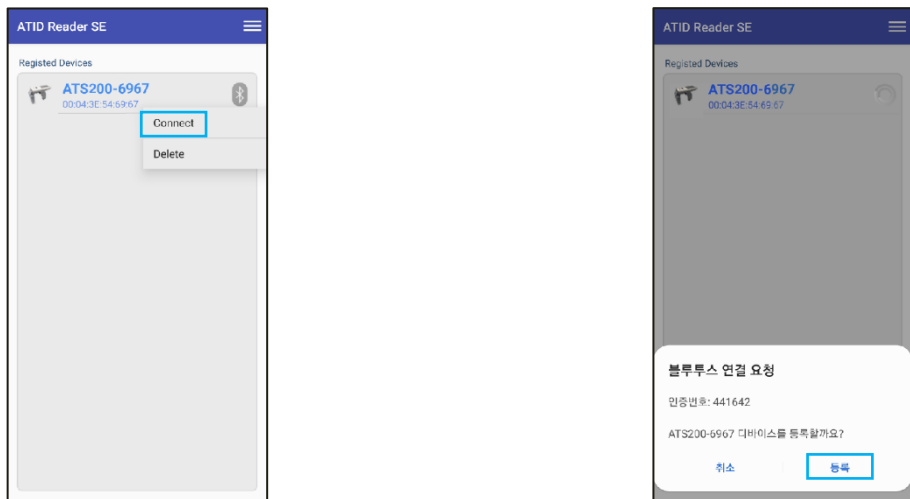 ATID Reader SE
Registed Devices
ATS200-6967
00:04:3E:54:69:67
Connect
Delete
ATID Reader SE
Registed Devices
ATS200-6967
00:04:3E:54:69:67
블루투스 연결 요청
인증번호: 441642
ATS200-6967 디바이스를 등록할까요?
취소
등록